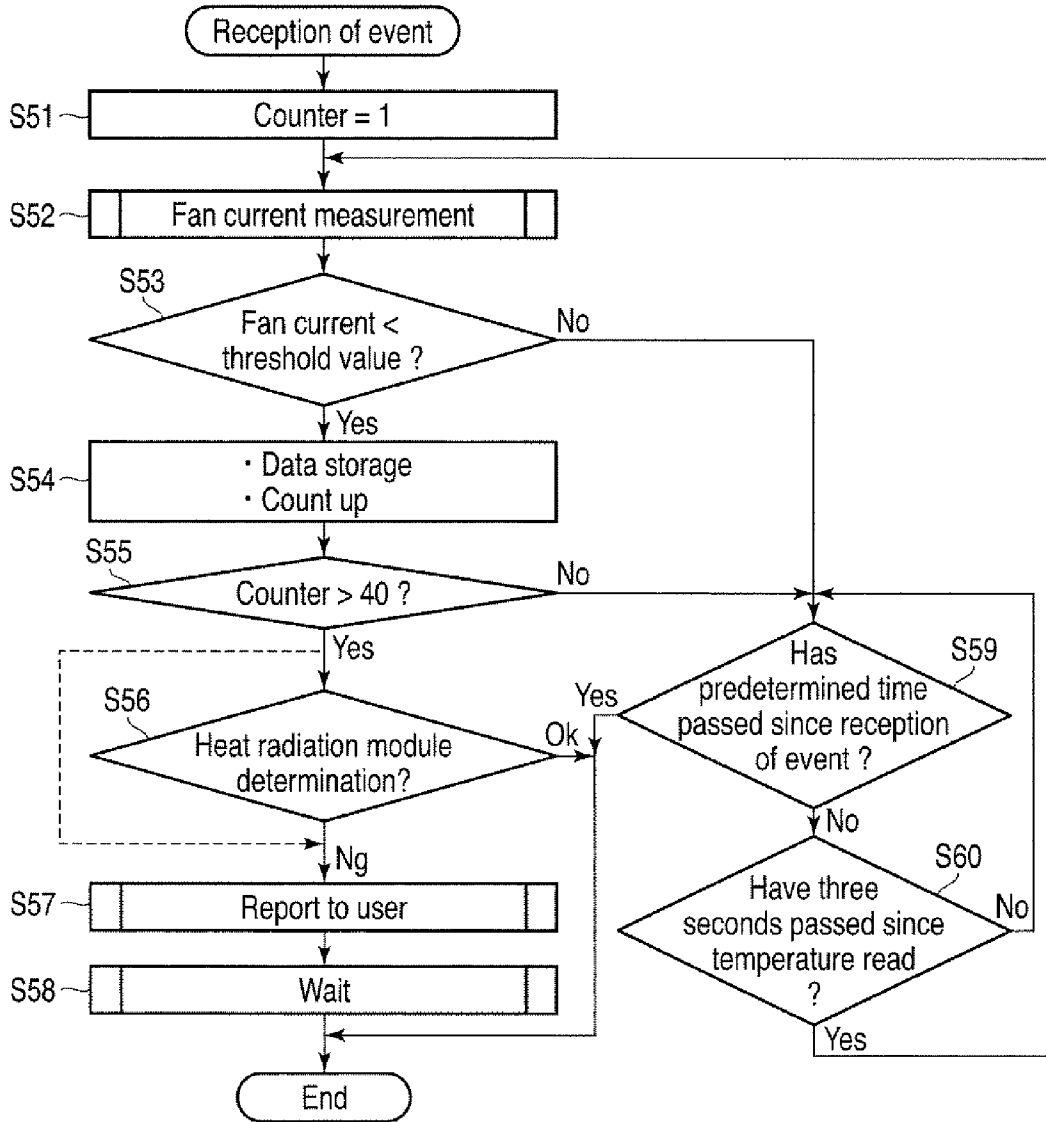 Reception of event
S51
Counter = 1
S52
Fan current measurement
S53
Fan current <
threshold value ?
No
Yes
S54
・Data storage
・Count up
S55
Counter > 40 ?
No
Yes
S56
Heat radiation module
determination?
Ok
Ng
S57
Report to user
S58
Wait
End
S59
Has
predetermined time
passed since reception
of event ?
Yes
No
S60
Have three
seconds passed since
temperature read
?
No
Yes